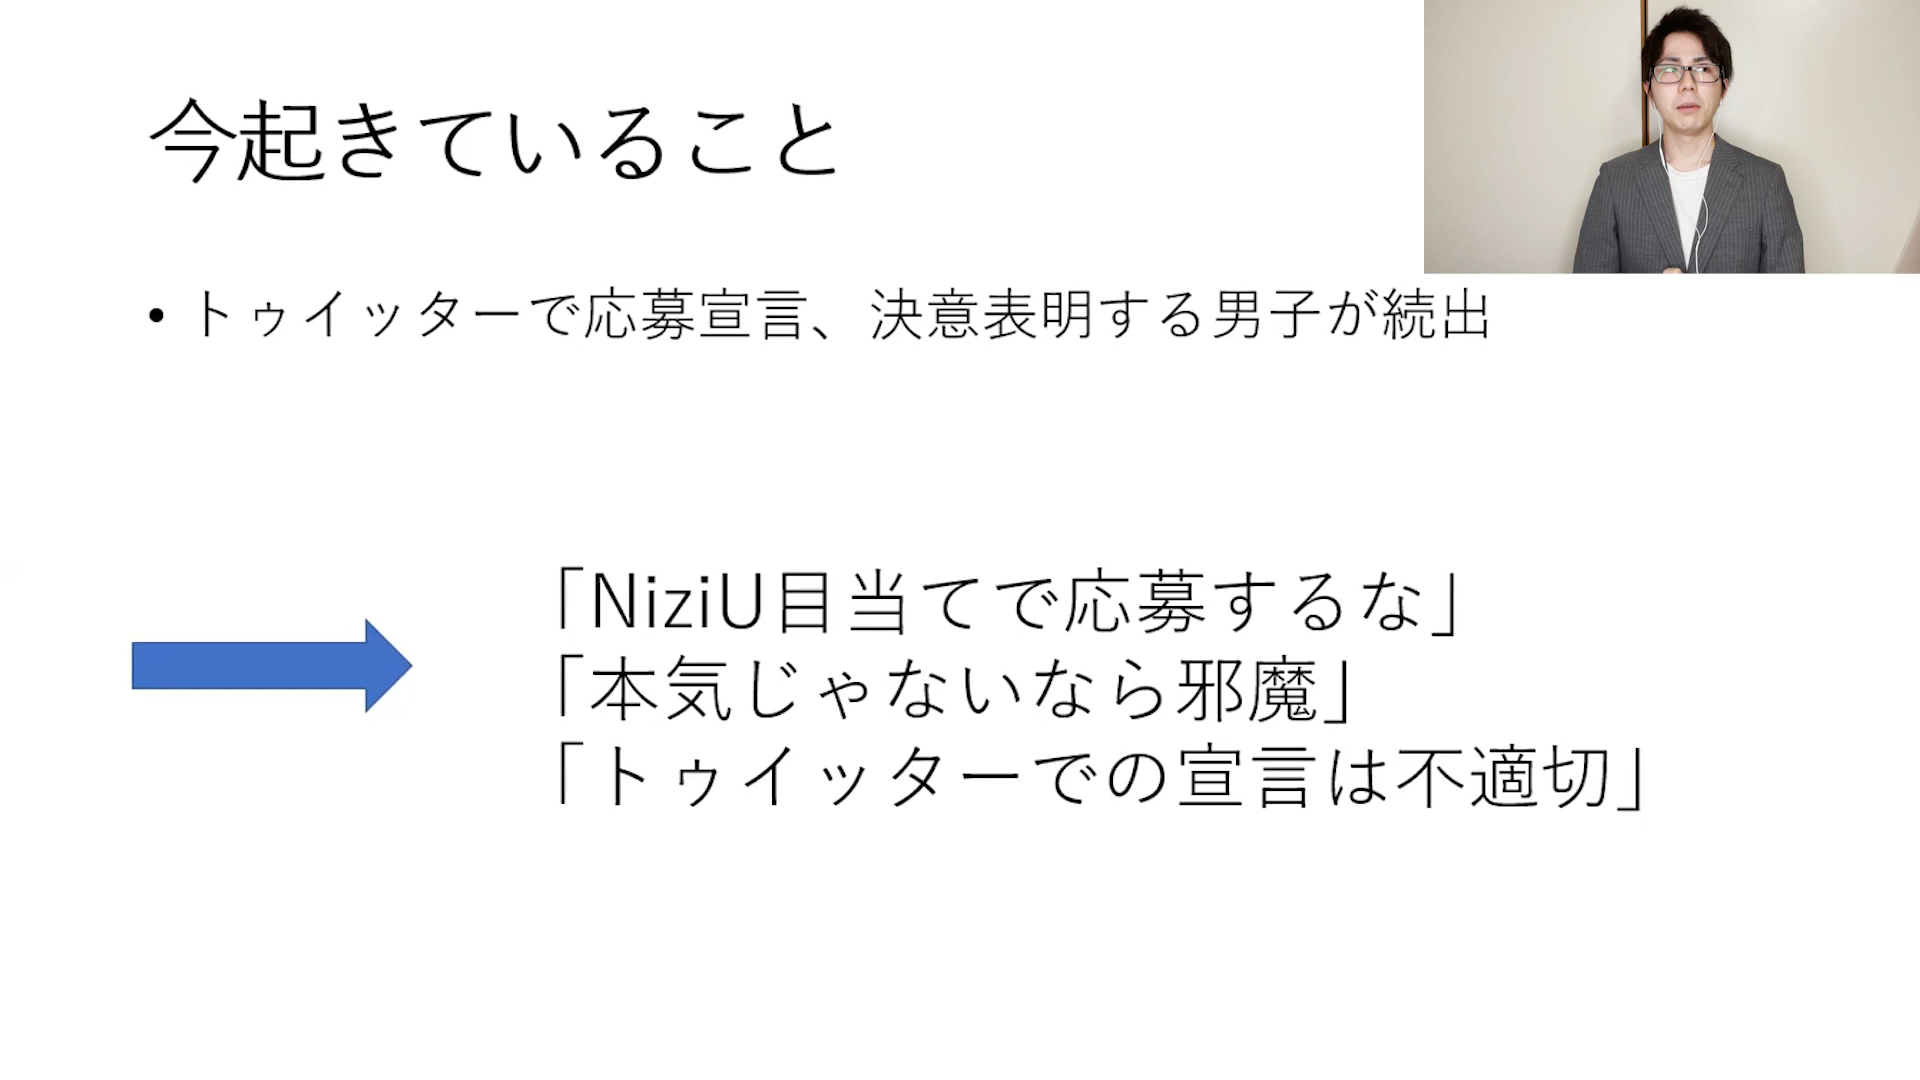 今起きていること
• トゥイッターで応募宣言、決意表明する男子が続出
「NiziU目当てで応募するな」
「本気じゃないなら邪魔」
「トゥイッターでの宣言は不適切」